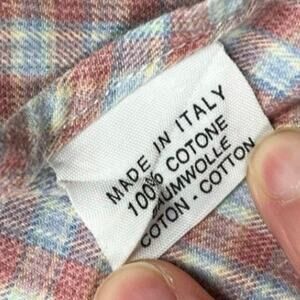 MADE IN ITALY
100% COTONE
BAUMWOLLE
COTON - COTTON